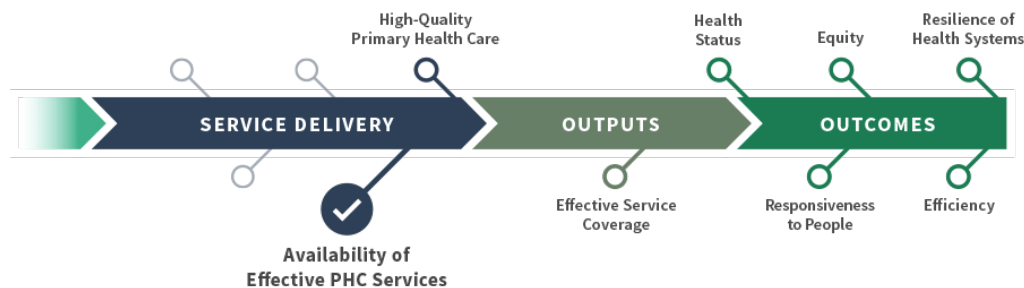 High-Quality
Primary Health Care
Health
Status
Equity
Resilience of
Health Systems
SERVICE DELIVERY
OUTPUTS
OUTCOMES
Availability of
Effective PHC Services
Effective Service
Coverage
Responsiveness
to People
Efficiency